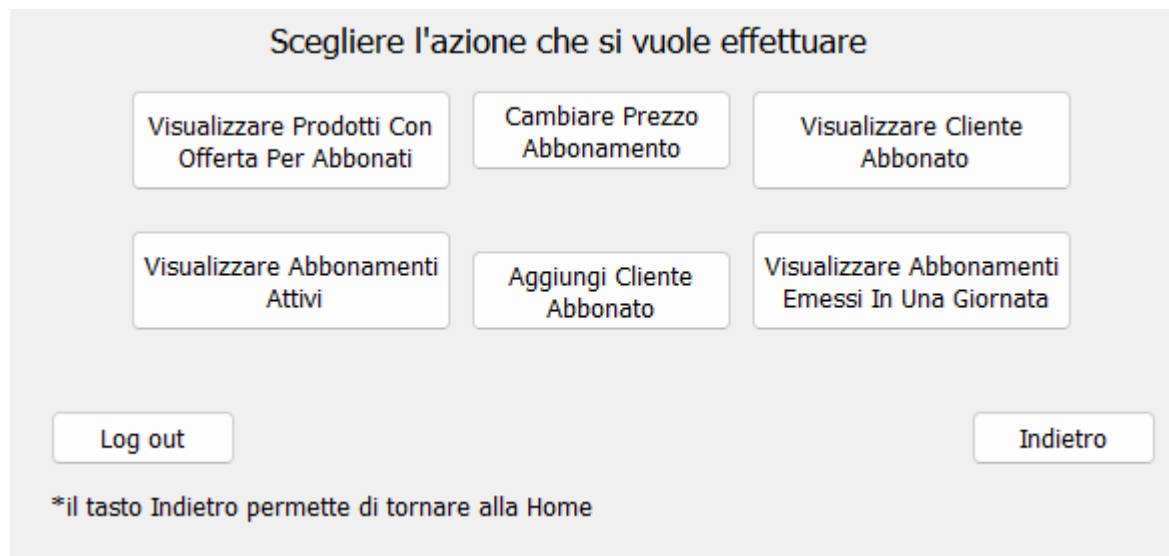 Scegliere l'azione che si vuole effettuare
Visualizzare Prodotti Con
Offerta Per Abbonati
Cambiare Prezzo
Abbonamento
Visualizzare Cliente
Abbonato
Visualizzare Abbonamenti
Attivi
Aggiungi Cliente
Abbonato
Visualizzare Abbonamenti
Emessi In Una Giornata
Log out
Indietro
*il tasto Indietro permette di tornare alla Home